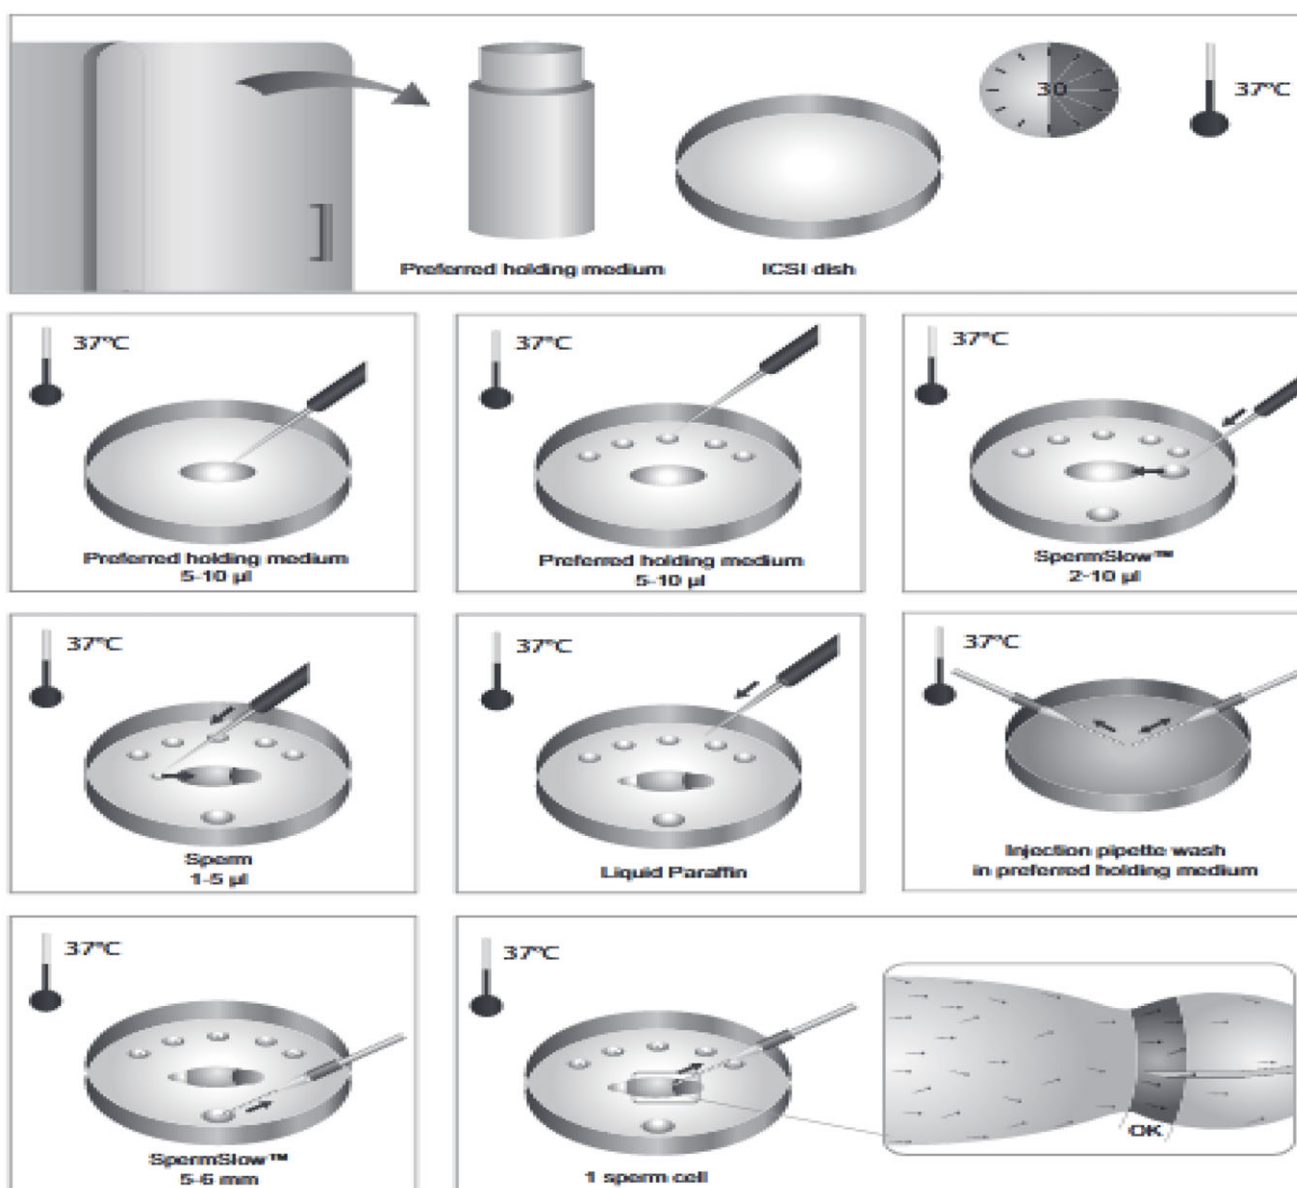 30
37°C
Preferred holding medium
ICSI dish
37°C
Preferred holding medium
5-10 µl
37°C
Preferred holding medium
5-10 µl
37°C
SpermSlow™
2-10 µl
37°C
Sperm
1-5 µl
37°C
Liquid Paraffin
37°C
Injection pipette wash
in preferred holding medium
37°C
SpermSlow™
5-6 mm
37°C
1 sperm cell
OK